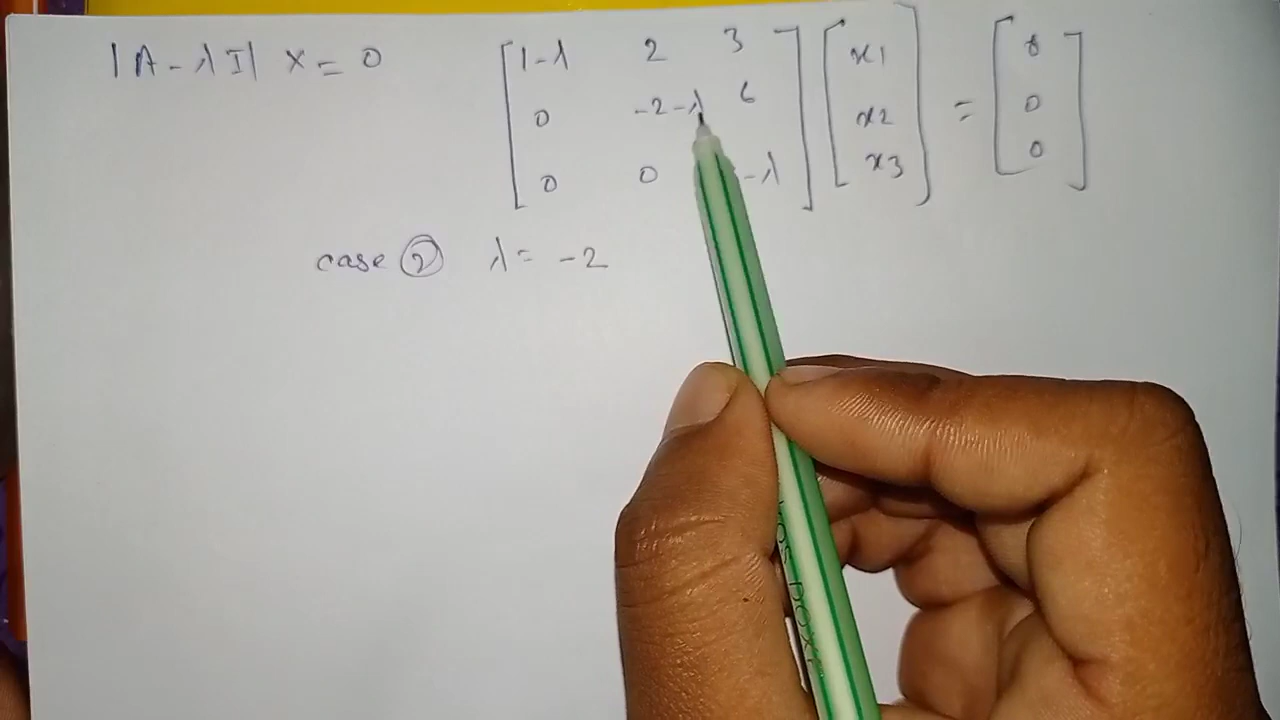 |A - λI| x = 0
[1-λ 2 3] [x1] = [0]
[0 -2-λ 6] [x2] [0]
[0 0 -λ] [x3] [0]
case ② λ = -2